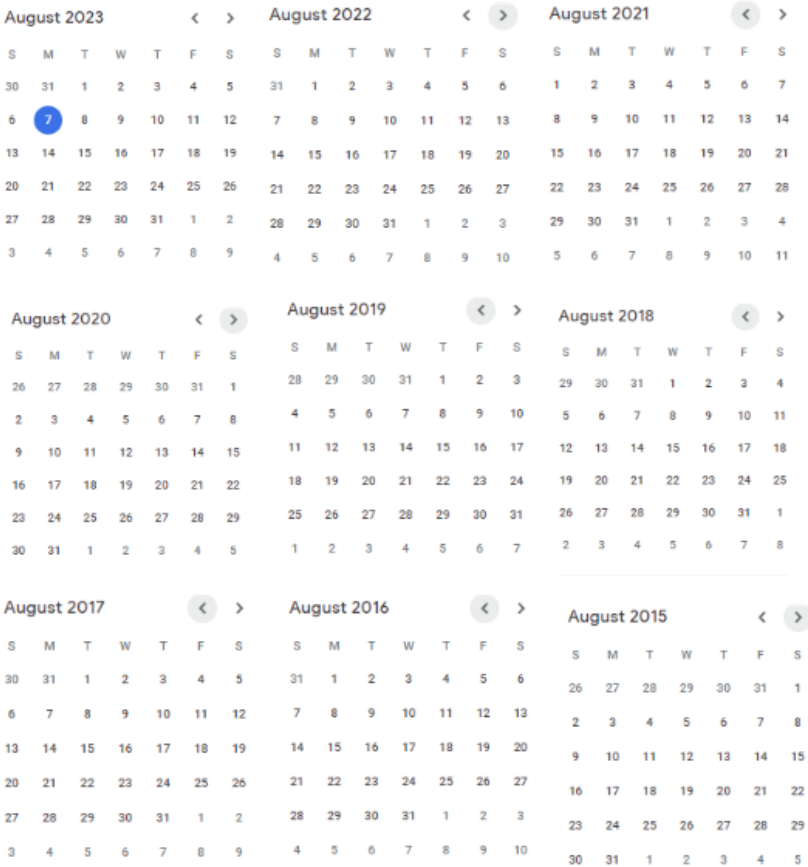 August 2023 < >
S M T W T F S
30 31 1 2 3 4 5
6 7 8 9 10 11 12
13 14 15 16 17 18 19
20 21 22 23 24 25 26
27 28 29 30 31 1 2
3 4 5 6 7 8 9
August 2022 < >
S M T W T F S
31 1 2 3 4 5 6
7 8 9 10 11 12 13
14 15 16 17 18 19 20
21 22 23 24 25 26 27
28 29 30 31 1 2 3
4 5 6 7 8 9 10
August 2021 < >
S M T W T F S
1 2 3 4 5 6 7
8 9 10 11 12 13 14
15 16 17 18 19 20 21
22 23 24 25 26 27 28
29 30 31 1 2 3 4
5 6 7 8 9 10 11
August 2020 < >
S M T W T F S
26 27 28 29 30 31 1
2 3 4 5 6 7 8
9 10 11 12 13 14 15
16 17 18 19 20 21 22
23 24 25 26 27 28 29
30 31 1 2 3 4 5
August 2019 < >
S M T W T F S
28 29 30 31 1 2 3
4 5 6 7 8 9 10
11 12 13 14 15 16 17
18 19 20 21 22 23 24
25 26 27 28 29 30 31
1 2 3 4 5 6 7
August 2018 < >
S M T W T F S
29 30 31 1 2 3 4
5 6 7 8 9 10 11
12 13 14 15 16 17 18
19 20 21 22 23 24 25
26 27 28 29 30 31 1
2 3 4 5 6 7 8
August 2017 < >
S M T W T F S
30 31 1 2 3 4 5
6 7 8 9 10 11 12
13 14 15 16 17 18 19
20 21 22 23 24 25 26
27 28 29 30 31 1 2
3 4 5 6 7 8 9
August 2016 < >
S M T W T F S
31 1 2 3 4 5 6
7 8 9 10 11 12 13
14 15 16 17 18 19 20
21 22 23 24 25 26 27
28 29 30 31 1 2 3
4 5 6 7 8 9 10
August 2015 < >
S M T W T F S
26 27 28 29 30 31 1
2 3 4 5 6 7 8
9 10 11 12 13 14 15
16 17 18 19 20 21 22
23 24 25 26 27 28 29
30 31 1 2 3 4 5